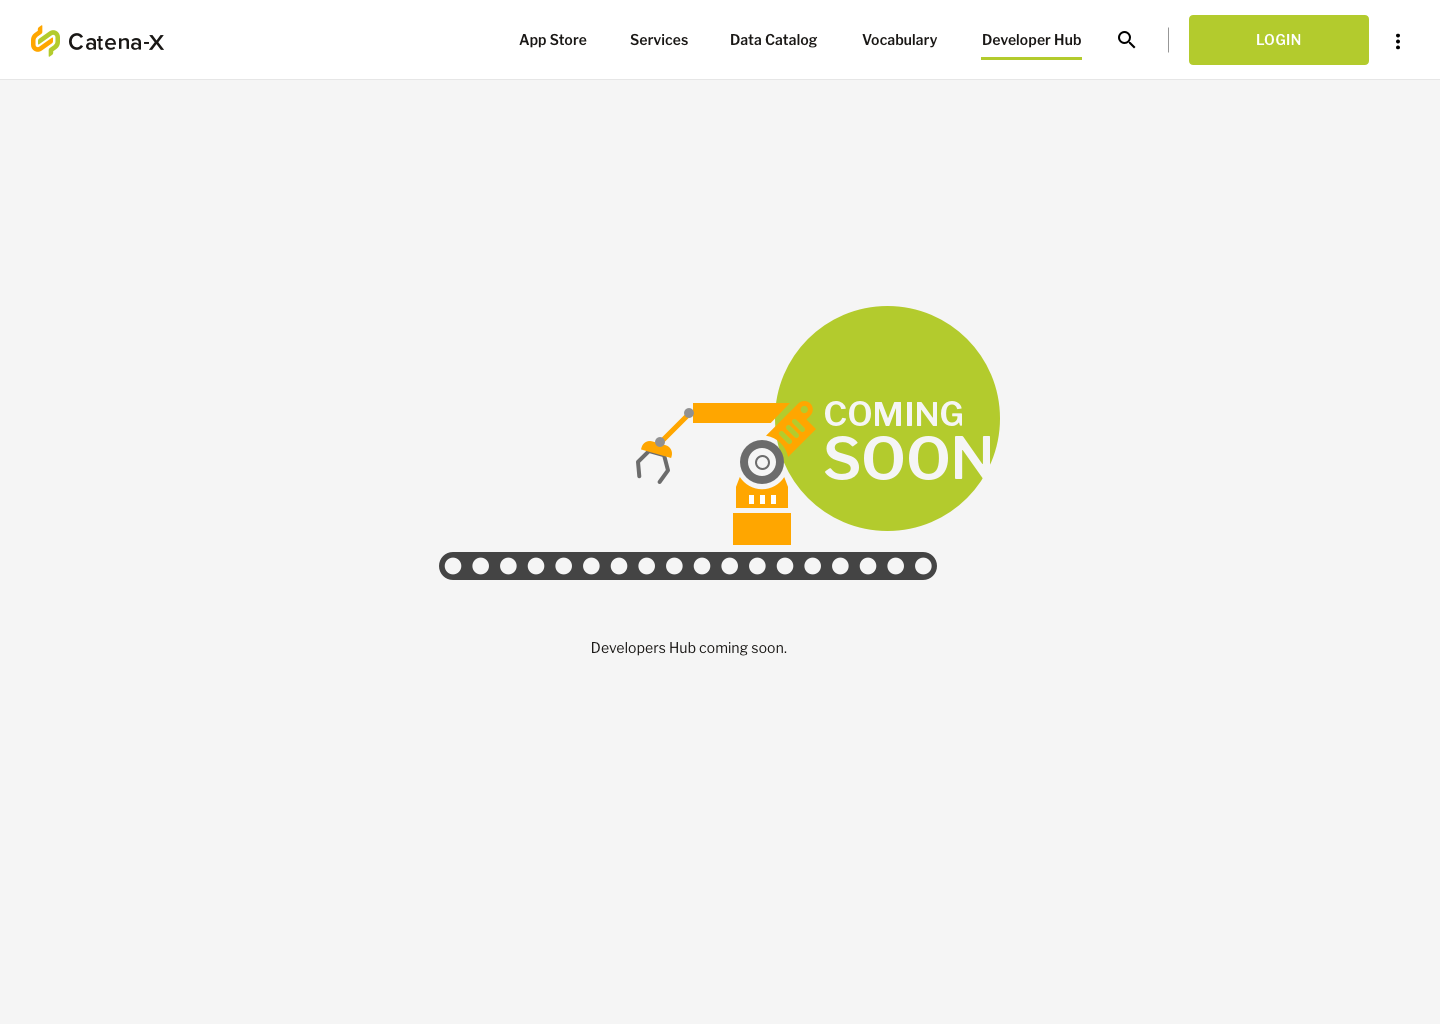 Catena-X
App Store Services Data Catalog Vocabulary Developer Hub LOGIN
COMING
SOON
Developers Hub coming soon.